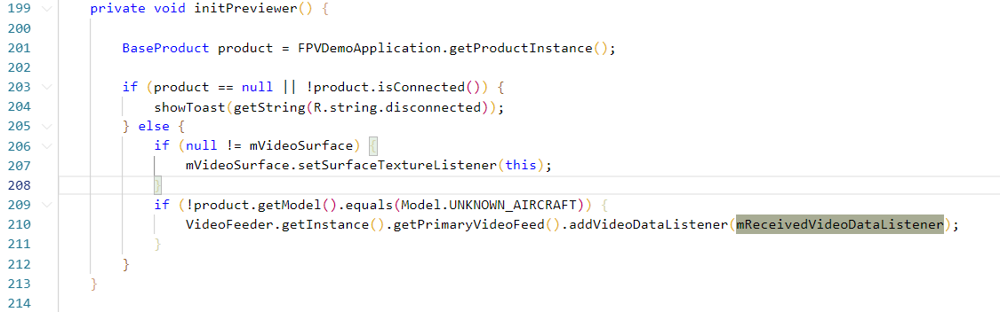 199 private void initPreviewer() {
200
201 BaseProduct product = FPVDemoApplication.getProductInstance();
202
203 if (product == null || !product.isConnected()) {
204 showToast(getString(R.string.disconnected));
205 } else {
206 if (null != mVideoSurface) {
207 mVideoSurface.setSurfaceTextureListener(this);
208 }
209 if (!product.getModel().equals(Model.UNKNOWN_AIRCRAFT)) {
210 VideoFeeder.getInstance().getPrimaryVideoFeed().addVideoDataListener(mReceivedVideoDataListener);
211 }
212 }
213 }
214